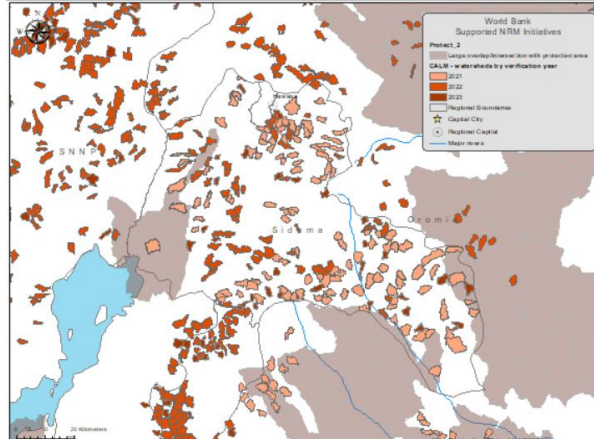 World Bank
Supported NRM Initiatives
Protect_2
Large overlap/intersection with protected area
CALM - watersheds by verification year
2021
2022
2023
Regional Boundaries
Capital City
Regional Capital
Major rivers
N
W
SNNP
Sidama
Oromia
20 Kilometers